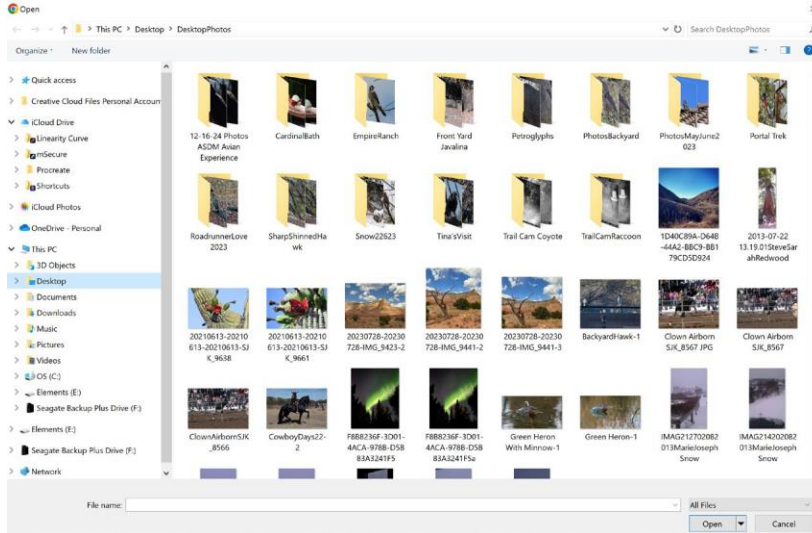 Open
This PC > Desktop > DesktopPhotos
Search DesktopPhotos
Organize
New folder
Quick access
Creative Cloud Files Personal Accoun
iCloud Drive
Linearity Curve
mSecure
Procreate
Shortcuts
iCloud Photos
OneDrive - Personal
This PC
3D Objects
Desktop
Documents
Downloads
Music
Pictures
Videos
OS (C:)
Elements (E:)
Seagate Backup Plus Drive (F:)
Elements (E:)
Seagate Backup Plus Drive (F:)
Network
12-16-24 Photos
ASDM Avian
Experience
CardinalBath
EmpireRanch
Front Yard
Javalina
Petroglyphs
PhotosBackyard
PhotosMayJune2
023
Portal Trek
RoadrunnerLove
2023
SharpShinnedHa
wk
Snow22623
Tina'sVisit
Trail Cam Coyote
TrailCamRaccoon
1D40C89A-D64B
-44A2-BBC9-BB1
79CD5D924
2013-07-22
13.19.01SteveSar
ahRedwood
20210613-20210
613-20210613-SJ
K_9638
20210613-20210
613-20210613-SJ
K_9661
20230728-20230
728-IMG_9423-2
20230728-20230
728-IMG_9441-2
20230728-20230
728-IMG_9441-3
BackyardHawk-1
Clown Airborn
SJK_8567 JPG
Clown Airborn
SJK_8567
ClownAirbornSJK
_8566
CowboyDays22-
2
F8B8236F-3D01-
4ACA-978B-D5B
83A3241F5
F8B8236F-3D01-
4ACA-978B-D5B
83A3241F5a
Green Heron
With Minnow-1
Green Heron-1
IMAG212702082
013MarieJoseph
Snow
IMAG214202082
013MarieJoseph
Snow
File name:
All Files
Open
Cancel